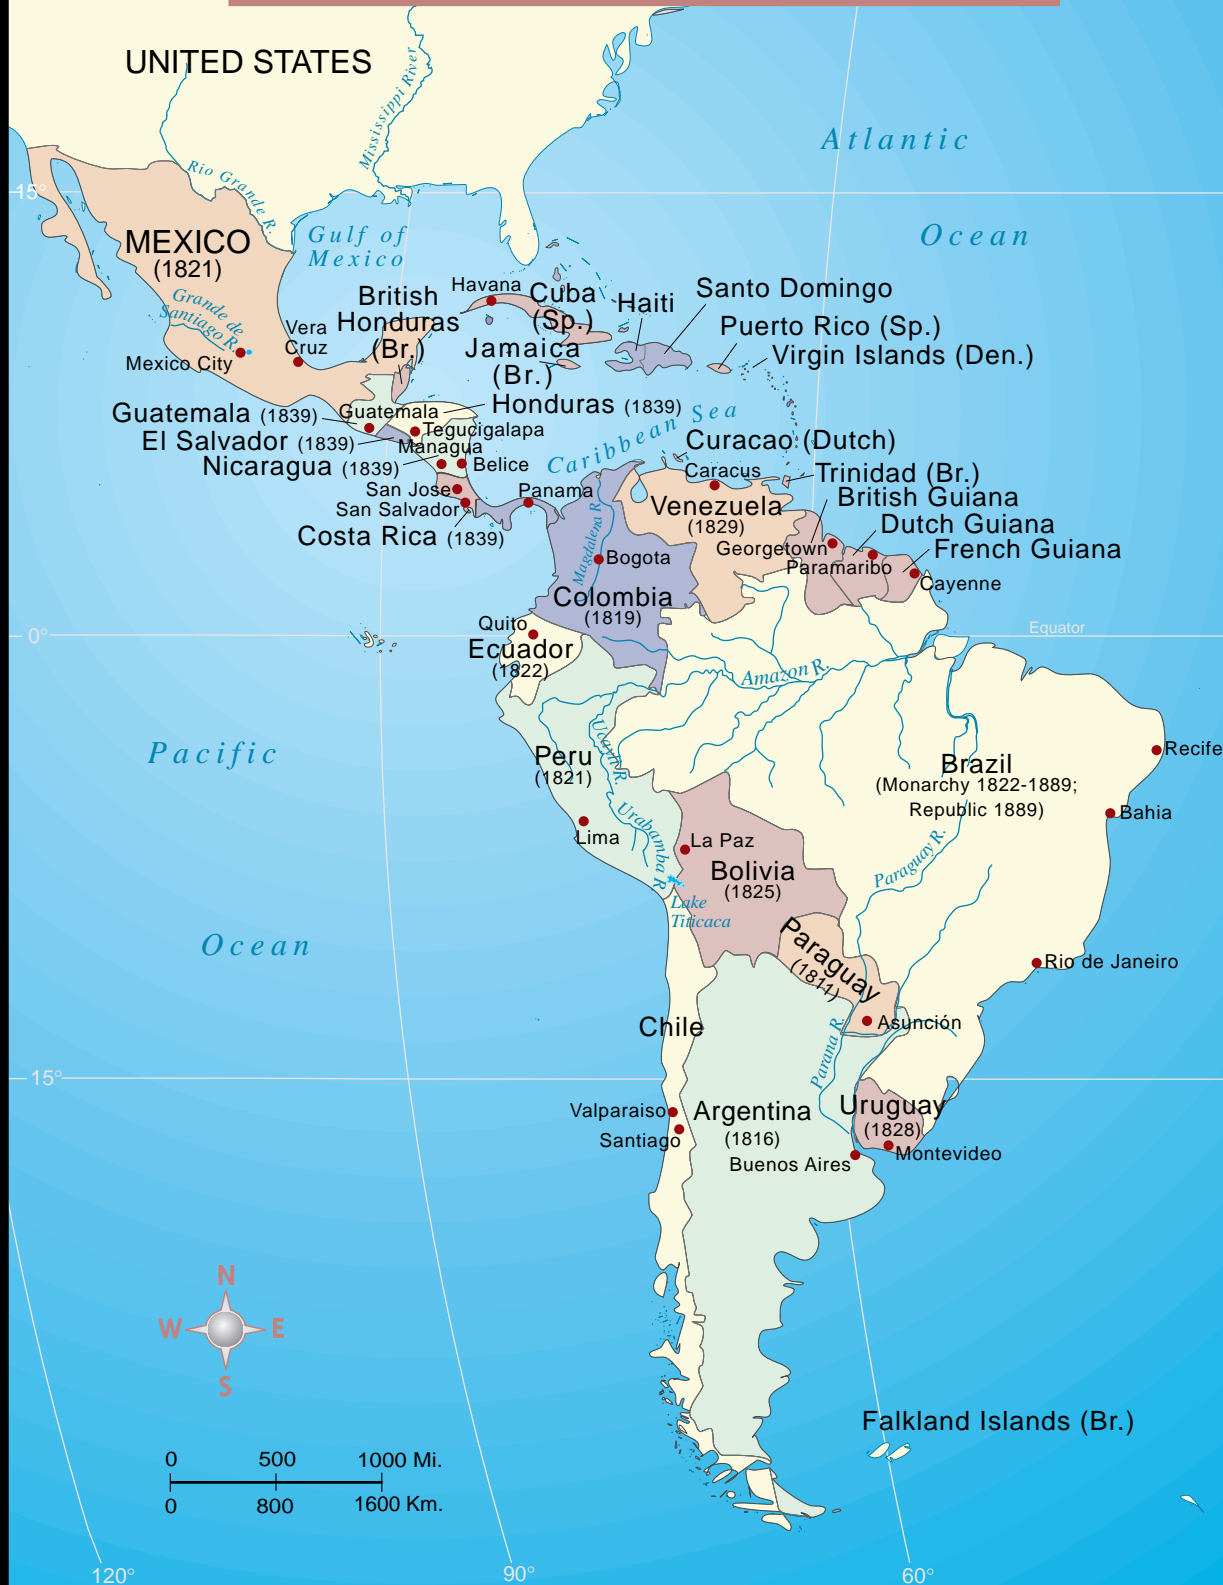 UNITED STATES
Mississippi River
Atlantic
Ocean
15°
Rio Grande R.
MEXICO
(1821)
Gulf of
Mexico
Grande de
Santiago R.
Mexico City
Vera
Cruz
British
Honduras
(Br.)
Havana
Cuba
(Sp.)
Haiti
Santo Domingo
Puerto Rico (Sp.)
Virgin Islands (Den.)
Jamaica
(Br.)
Guatemala (1839)
Guatemala
Honduras (1839)
El Salvador (1839)
Tegucigalapa
Managua
Nicaragua (1839)
Belice
Caribbean Sea
Curacao (Dutch)
San Jose
San Salvador
Costa Rica (1839)
Panama
Caracus
Trinidad (Br.)
Venezuela
(1829)
British Guiana
Dutch Guiana
French Guiana
Georgetown
Paramaribo
Cayenne
Magdalena R.
Bogota
Colombia
(1819)
0°
Equator
Quito
Ecuador
(1822)
Amazon R.
Pacific
Ocean
Peru
(1821)
Ucayli R.
Urabamba R.
Lima
Brazil
(Monarchy 1822-1889;
Republic 1889)
Recife
Bahia
La Paz
Bolivia
(1825)
Paraguay R.
Lake
Titicaca
Paraguay
(1811)
Rio de Janeiro
Asunción
Chile
Parana R.
15°
Valparaiso
Santiago
Argentina
(1816)
Uruguay
(1828)
Buenos Aires
Montevideo
N
W
E
S
Falkland Islands (Br.)
0 500 1000 Mi.
0 800 1600 Km.
120°
90°
60°